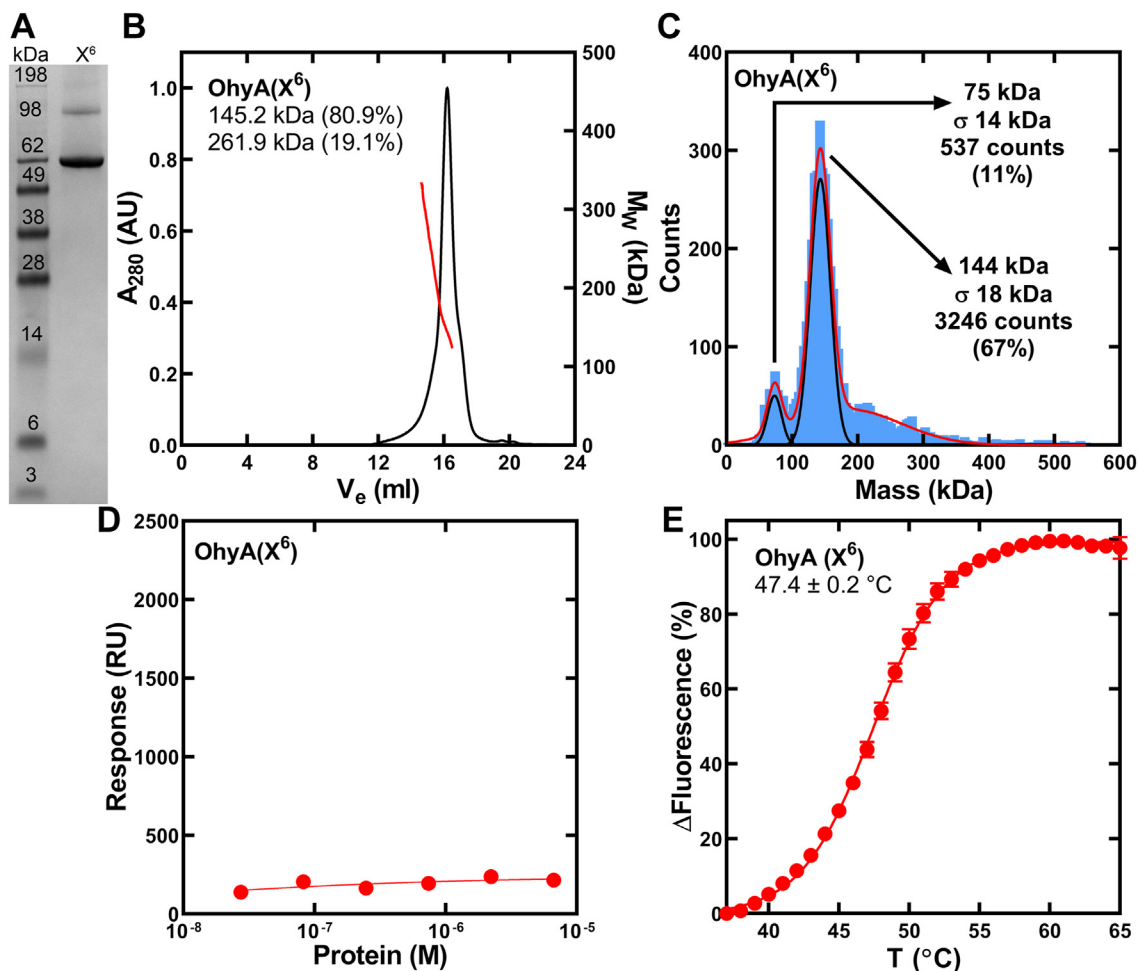 A
kDa X⁶
198
98
62
49
38
28
14
6
3
B
OhyA(X⁶)
145.2 kDa (80.9%)
261.9 kDa (19.1%)
A₂₈₀ (AU)
1.0
0.8
0.6
0.4
0.2
0.0
0 4 8 12 16 20 24
Vₑ (ml)
500
400
300
200
100
0
M_W (kDa)
C
OhyA(X⁶)
75 kDa
σ 14 kDa
537 counts
(11%)
144 kDa
σ 18 kDa
3246 counts
(67%)
Counts
400
300
200
100
0
0 100 200 300 400 500 600
Mass (kDa)
D
OhyA(X⁶)
Response (RU)
2500
2000
1500
1000
500
0
10⁻⁸ 10⁻⁷ 10⁻⁶ 10⁻⁵
Protein (M)
E
OhyA (X⁶)
47.4 ± 0.2 °C
ΔFluorescence (%)
100
80
60
40
20
0
40 45 50 55 60 65
T (°C)